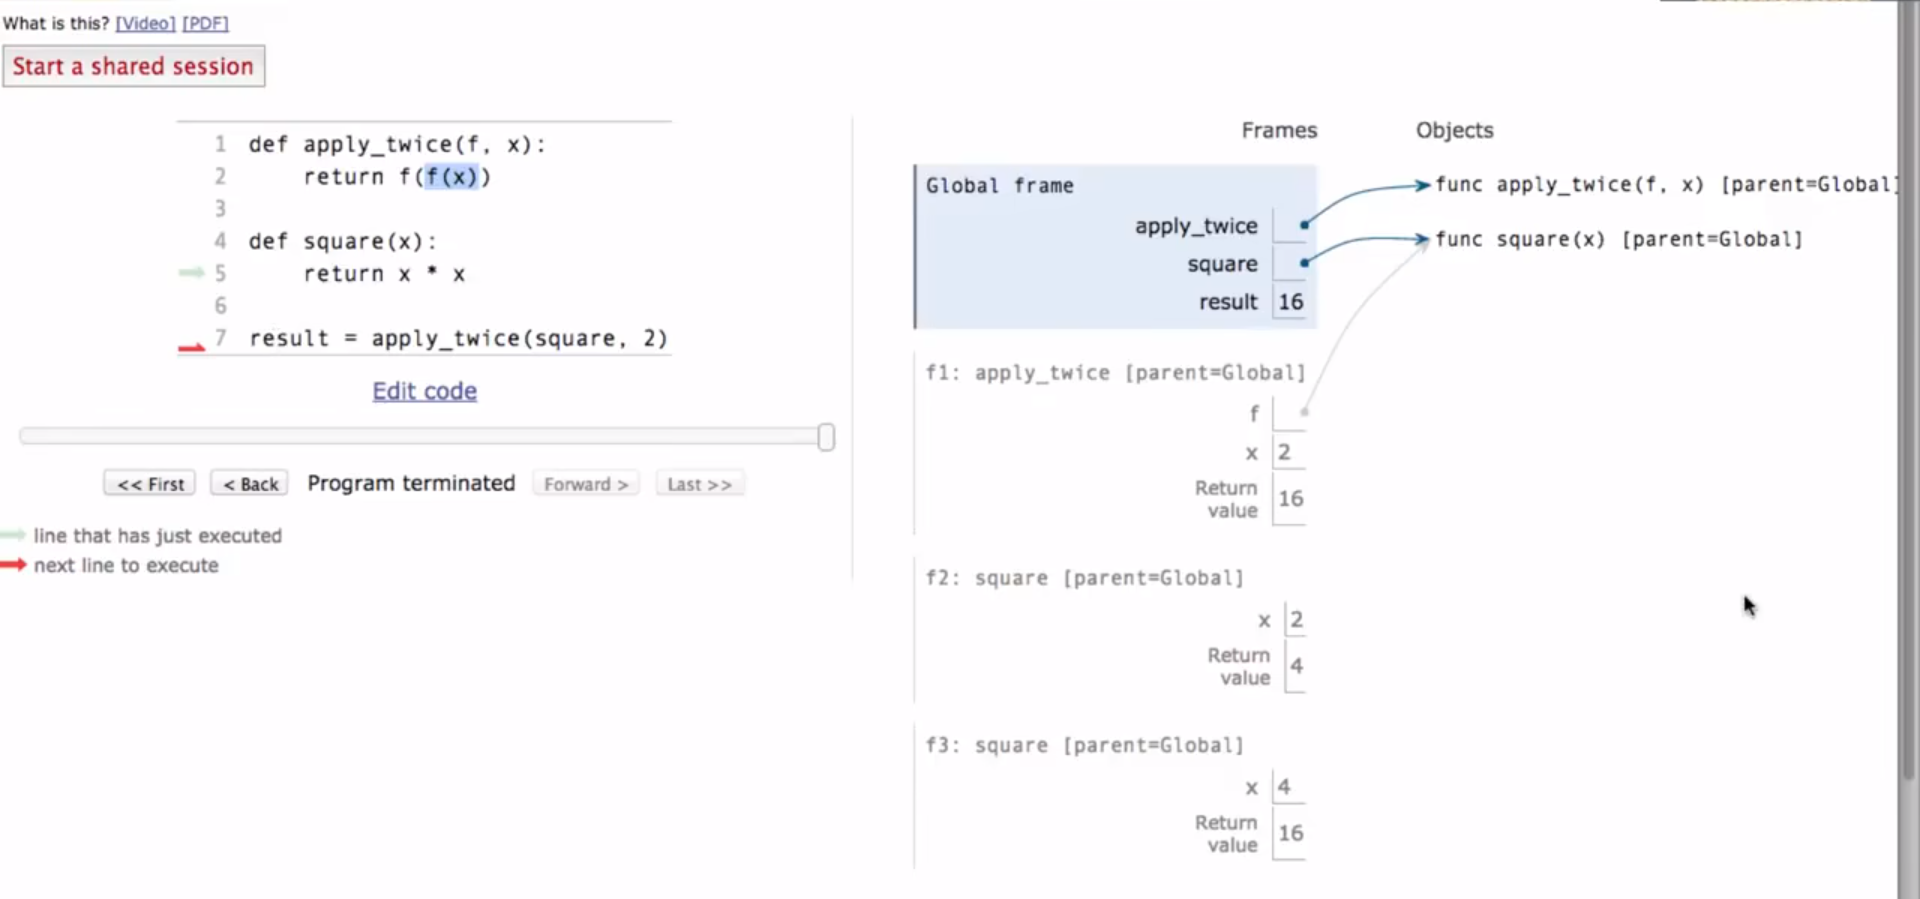 What is this? [Video] [PDF]
Start a shared session
1 def apply_twice(f, x):
2     return f(f(x))
3
4 def square(x):
5     return x * x
6
7 result = apply_twice(square, 2)
Edit code
<< First < Back Program terminated Forward > Last >>
line that has just executed
next line to execute
Frames Objects
Global frame
apply_twice
square
result 16
func apply_twice(f, x) [parent=Global]
func square(x) [parent=Global]
f1: apply_twice [parent=Global]
f
x 2
Return
value 16
f2: square [parent=Global]
x 2
Return
value 4
f3: square [parent=Global]
x 4
Return
value 16